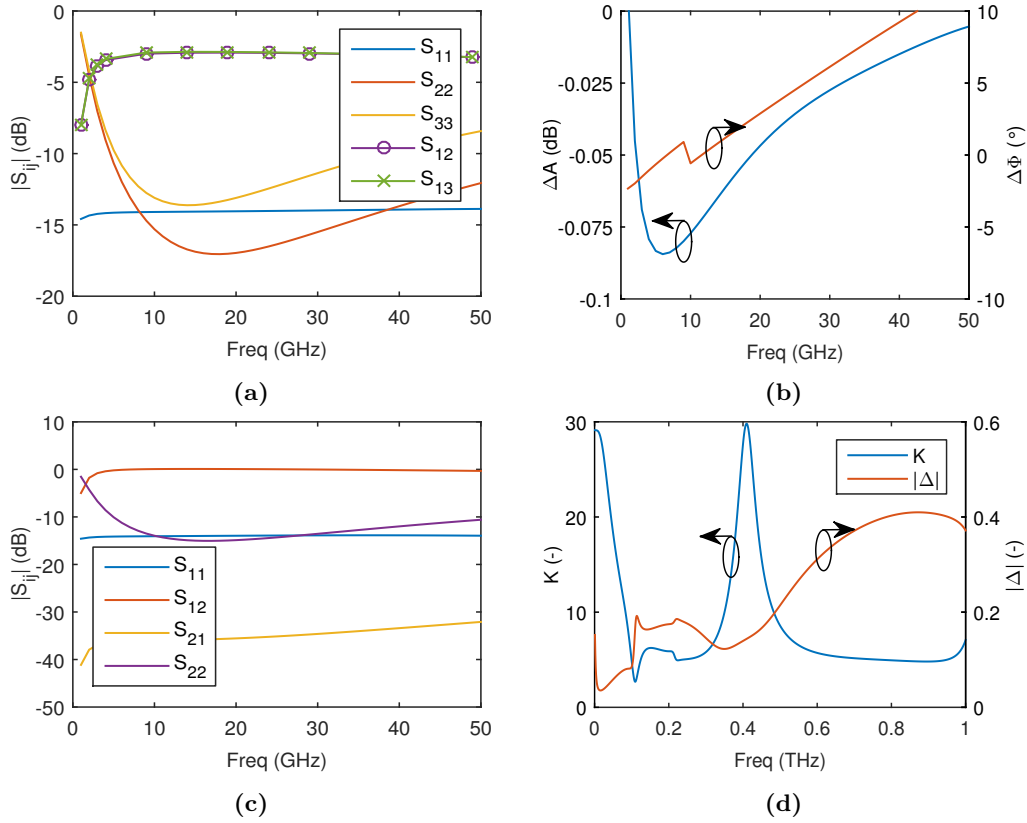 0
-5
-10
-15
-20
|S_ij| (dB)
0 10 20 30 40 50
Freq (GHz)
S_11
S_22
S_33
S_12
S_13
(a)
0
-0.025
-0.05
-0.075
-0.1
ΔA (dB)
10
5
0
-5
-10
ΔΦ (°)
0 10 20 30 40 50
Freq (GHz)
(b)
10
0
-10
-20
-30
-40
-50
|S_ij| (dB)
0 10 20 30 40 50
Freq (GHz)
S_11
S_12
S_21
S_22
(c)
30
20
10
0
K (-)
0.6
0.4
0.2
0
|Δ| (-)
0 0.2 0.4 0.6 0.8 1
Freq (THz)
K
|Δ|
(d)